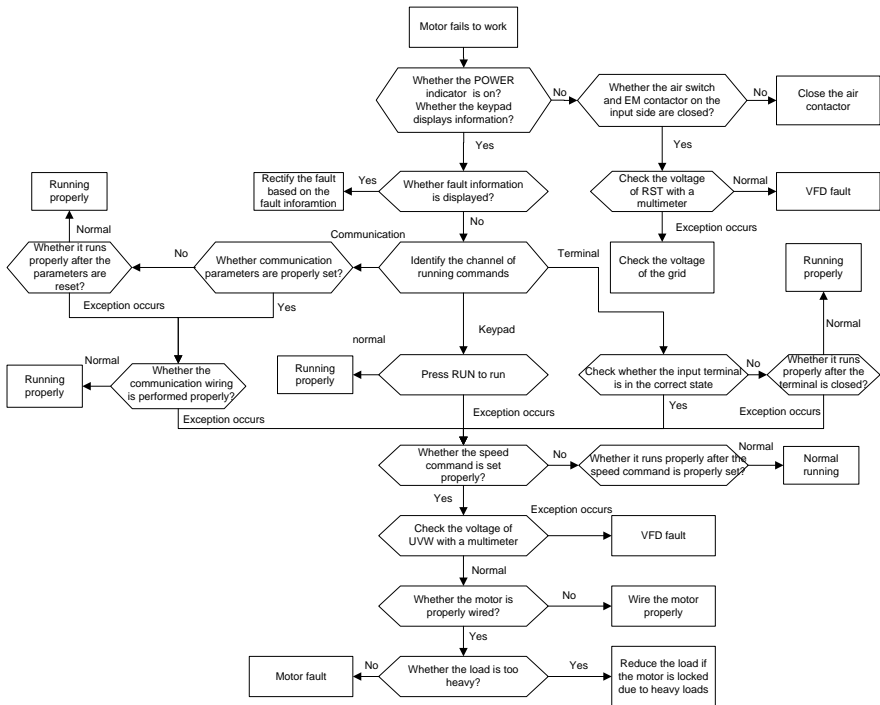 Motor fails to work
Whether the POWER
indicator is on?
Whether the keypad
displays information?
No
Whether the air switch
and EM contactor on the
input side are closed?
No
Close the air
contactor
Yes
Yes
Rectify the fault
based on the
fault inforamtion
Yes
Whether fault information
is displayed?
Check the voltage
of RST with a
multimeter
Normal
VFD fault
Running
properly
Normal
No
Exception occurs
Communication
Whether it runs
properly after the
parameters are
reset?
No
Whether communication
parameters are properly set?
Identify the channel of
running commands
Terminal
Check the voltage
of the grid
Running
properly
Exception occurs
Yes
Keypad
Normal
normal
Running
properly
Normal
Whether the
communication wiring
is performed properly?
Running
properly
Press RUN to run
Check whether the input terminal
is in the correct state
No
Whether it runs
properly after the
terminal is closed?
Exception occurs
Exception occurs
Yes
Exception occurs
Whether the speed
command is set
properly?
No
Whether it runs properly after the
speed command is properly set?
Normal
Normal
running
Yes
Exception occurs
Check the voltage of
UVW with a multimeter
VFD fault
Normal
Whether the motor is
properly wired?
No
Wire the motor
properly
Yes
Motor fault
No
Whether the load is too
heavy?
Yes
Reduce the load if
the motor is locked
due to heavy loads